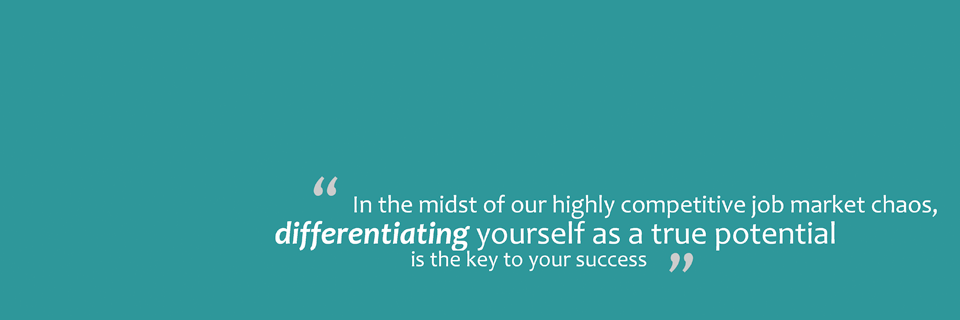 “ In the midst of our highly competitive job market chaos,
differentiating yourself as a true potential
is the key to your success ”